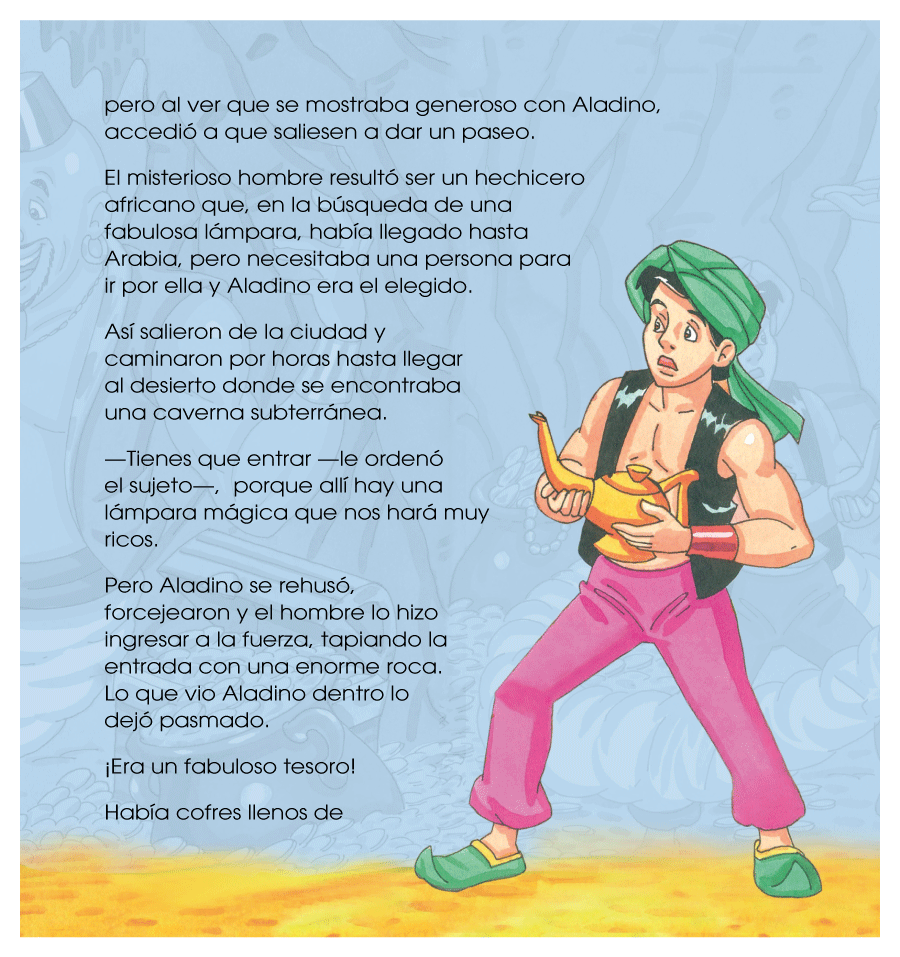 pero al ver que se mostraba generoso con Aladino,
accedió a que saliesen a dar un paseo.
El misterioso hombre resultó ser un hechicero
africano que, en la búsqueda de una
fabulosa lámpara, había llegado hasta
Arabia, pero necesitaba una persona para
ir por ella y Aladino era el elegido.
Así salieron de la ciudad y
caminaron por horas hasta llegar
al desierto donde se encontraba
una caverna subterránea.
—Tienes que entrar —le ordenó
el sujeto—,  porque allí hay una
lámpara mágica que nos hará muy
ricos.
Pero Aladino se rehusó,
forcejearon y el hombre lo hizo
ingresar a la fuerza, tapiando la
entrada con una enorme roca.
Lo que vio Aladino dentro lo
dejó pasmado.
¡Era un fabuloso tesoro!
Había cofres llenos de